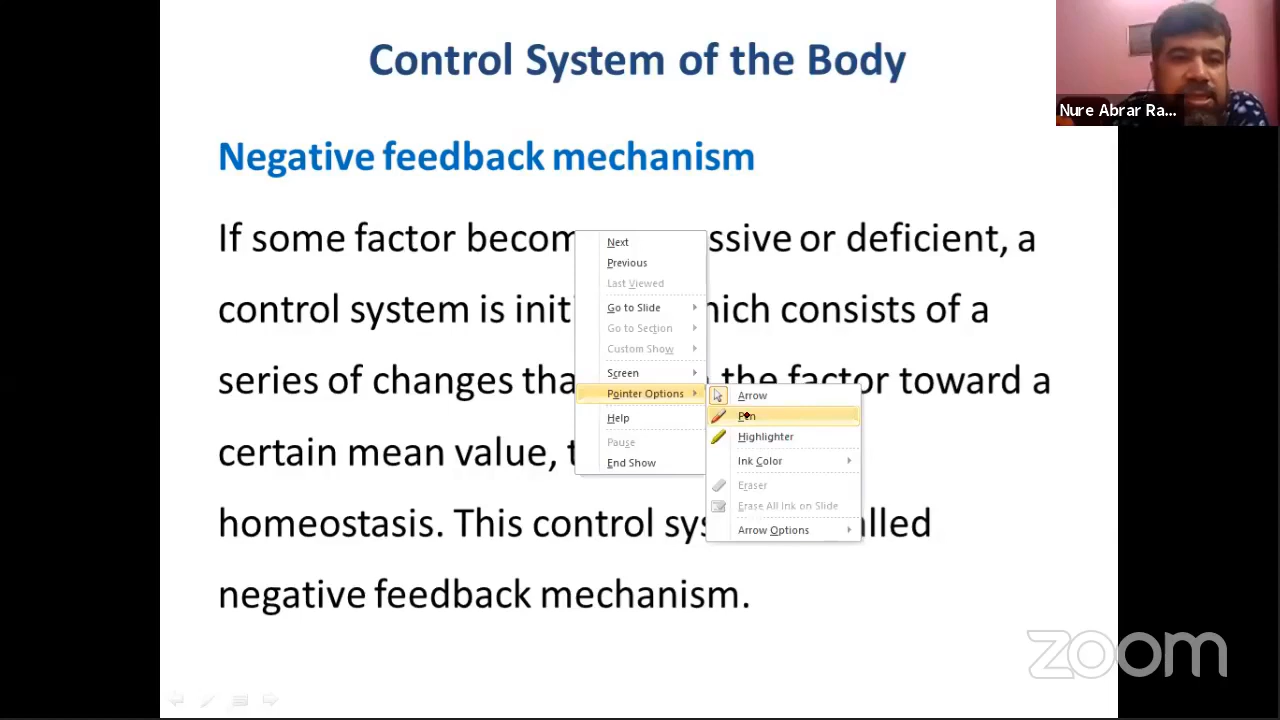 Control System of the Body
Nure Abrar Ra...
Negative feedback mechanism
If some factor becom ssive or deficient, a
control system is init hich consists of a
series of changes tha the factor toward a
certain mean value, t
homeostasis. This control sys alled
negative feedback mechanism.
Next
Previous
Last Viewed
Go to Slide
Go to Section
Custom Show
Screen
Pointer Options
Help
Pause
End Show
Arrow
Pen
Highlighter
Ink Color
Eraser
Erase All Ink on Slide
Arrow Options
zoom